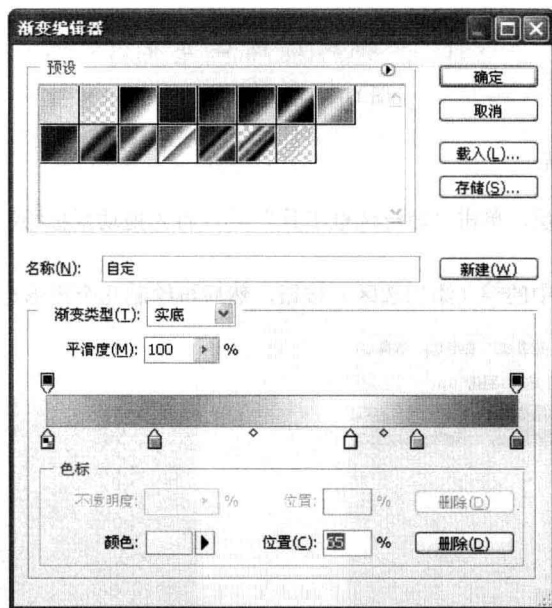 渐变编辑器
预设
确定
取消
载入(L)...
存储(S)...
名称(N): 自定
新建(W)
渐变类型(T): 实底
平滑度(M): 100 %
色标
不透明度: % 位置: % 删除(D)
颜色: 位置(C): 65 % 删除(D)